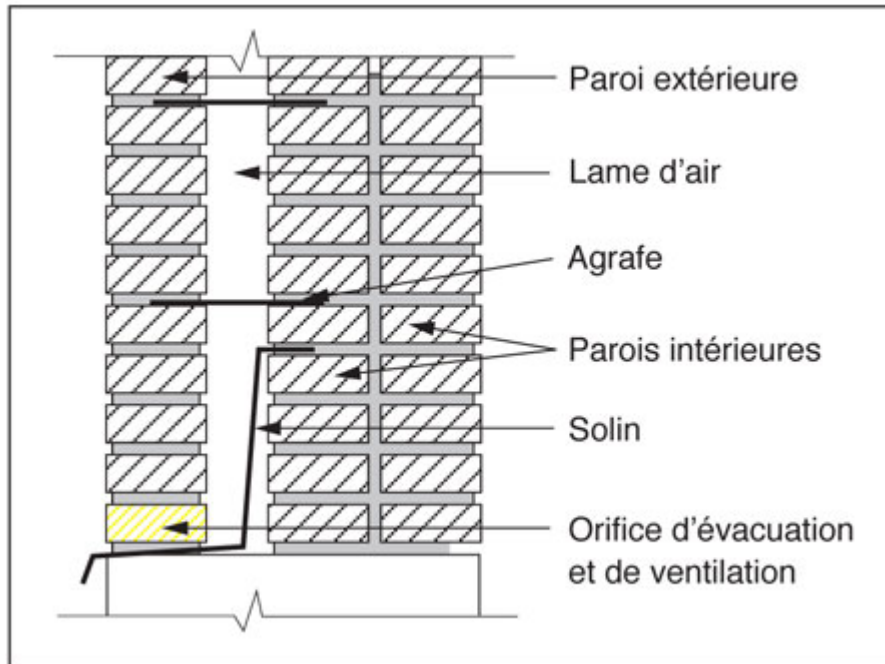 Paroi extérieure
Lame d'air
Agrafe
Parois intérieures
Solin
Orifice d'évacuation
et de ventilation